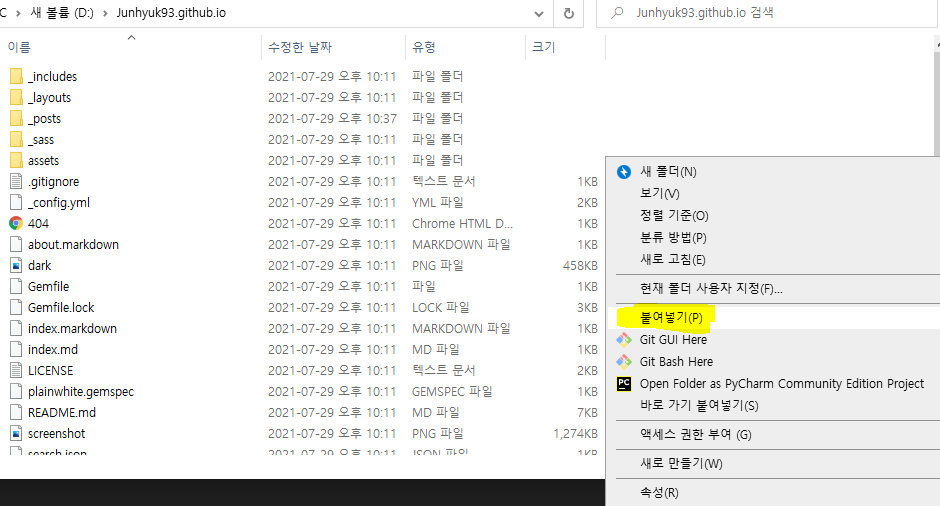 C > 새 볼륨 (D:) > Junhyuk93.github.io
Junhyuk93.github.io 검색
이름 수정한 날짜 유형 크기
_includes 2021-07-29 오후 10:11 파일 폴더
_layouts 2021-07-29 오후 10:11 파일 폴더
_posts 2021-07-29 오후 10:37 파일 폴더
_sass 2021-07-29 오후 10:11 파일 폴더
assets 2021-07-29 오후 10:11 파일 폴더
.gitignore 2021-07-29 오후 10:11 텍스트 문서 1KB
_config.yml 2021-07-29 오후 10:11 YML 파일 2KB
404 2021-07-29 오후 10:11 Chrome HTML D... 1KB
about.markdown 2021-07-29 오후 10:11 MARKDOWN 파일 1KB
dark 2021-07-29 오후 10:11 PNG 파일 458KB
Gemfile 2021-07-29 오후 10:11 파일 1KB
Gemfile.lock 2021-07-29 오후 10:11 LOCK 파일 3KB
index.markdown 2021-07-29 오후 10:11 MARKDOWN 파일 1KB
index.md 2021-07-29 오후 10:11 MD 파일 1KB
LICENSE 2021-07-29 오후 10:11 텍스트 문서 2KB
plainwhite.gemspec 2021-07-29 오후 10:11 GEMSPEC 파일 1KB
README.md 2021-07-29 오후 10:11 MD 파일 7KB
screenshot 2021-07-29 오후 10:11 PNG 파일 1,274KB
search.json 2021-07-29 오후 10:11 JSON 파일 1KB
새 폴더(N)
보기(V)
정렬 기준(O)
분류 방법(P)
새로 고침(E)
현재 폴더 사용자 지정(F)...
붙여넣기(P)
Git GUI Here
Git Bash Here
PC Open Folder as PyCharm Community Edition Project
바로 가기 붙여넣기(S)
액세스 권한 부여 (G)
새로 만들기(W)
속성(R)